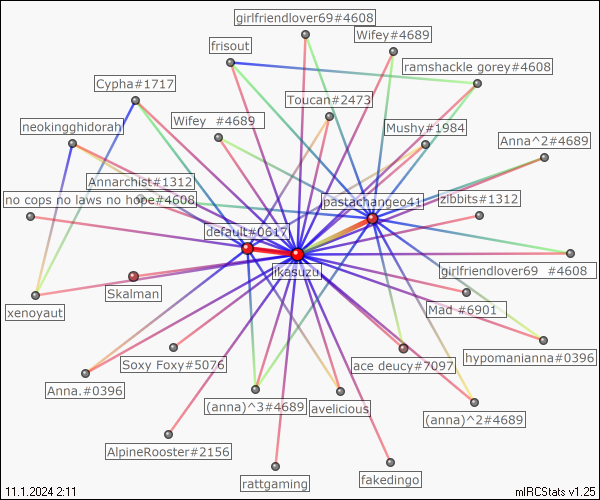 girlfriendlover69#4608
Wifey#4689
frisout
ramshackle gorey#4608
Cypha#1717
Toucan#2473
Wifey #4689
Mushy#1984
neokingghidorah
Anna^2#4689
Annarchist#1312
no cops no laws no hope#4608
pastachangeo41
zibbits#1312
default#0617
jkasuzu
girlfriendlover69 #4608
Skalman
Mad #6901
xenoyaut
hypomanianna#0396
Soxy Foxy#5076
ace deucy#7097
Anna.#0396
(anna)^3#4689
avelicious
(anna)^2#4689
AlpineRooster#2156
rattgaming
fakedingo
11.1.2024 2:11
mIRCStats v1.25